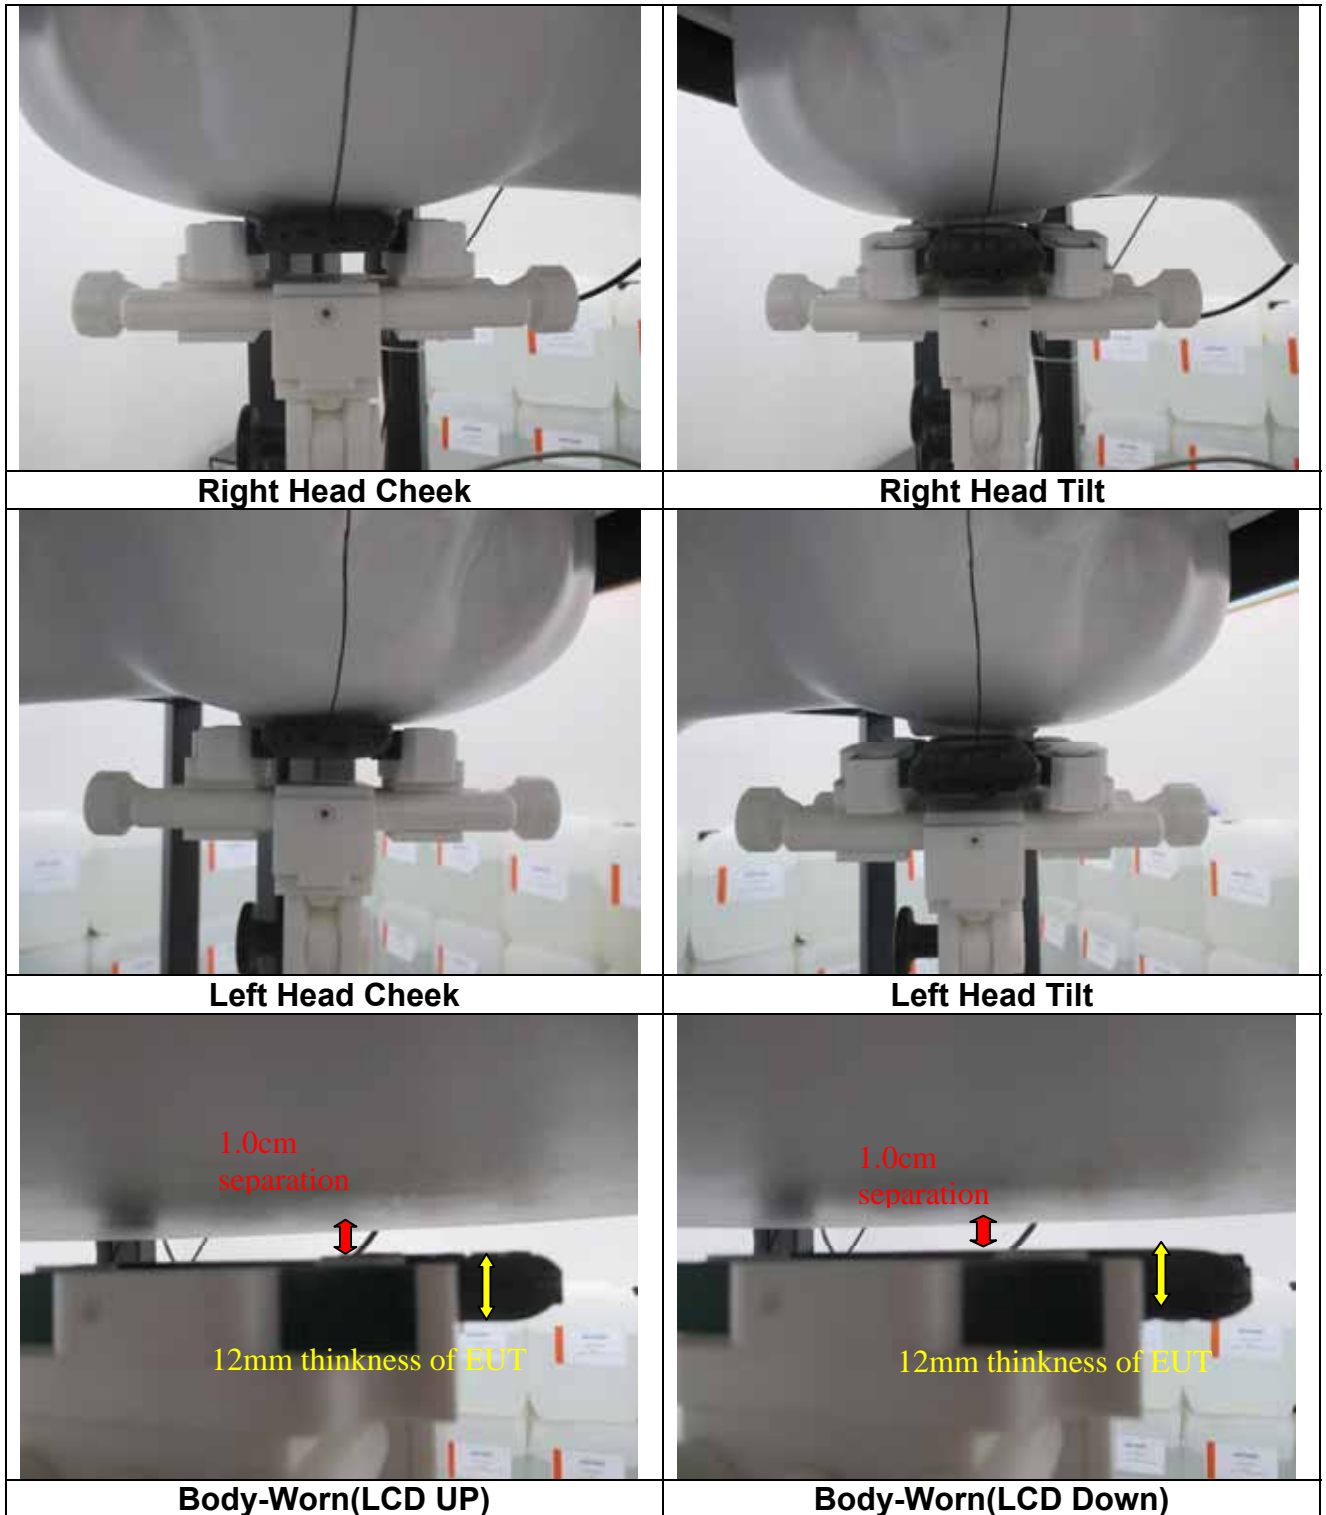 Right Head Cheek
Right Head Tilt
Left Head Cheek
Left Head Tilt
1.0cm
separation
12mm thinkness of EUT
1.0cm
separation
12mm thinkness of EUT
Body-Worn(LCD UP)
Body-Worn(LCD Down)